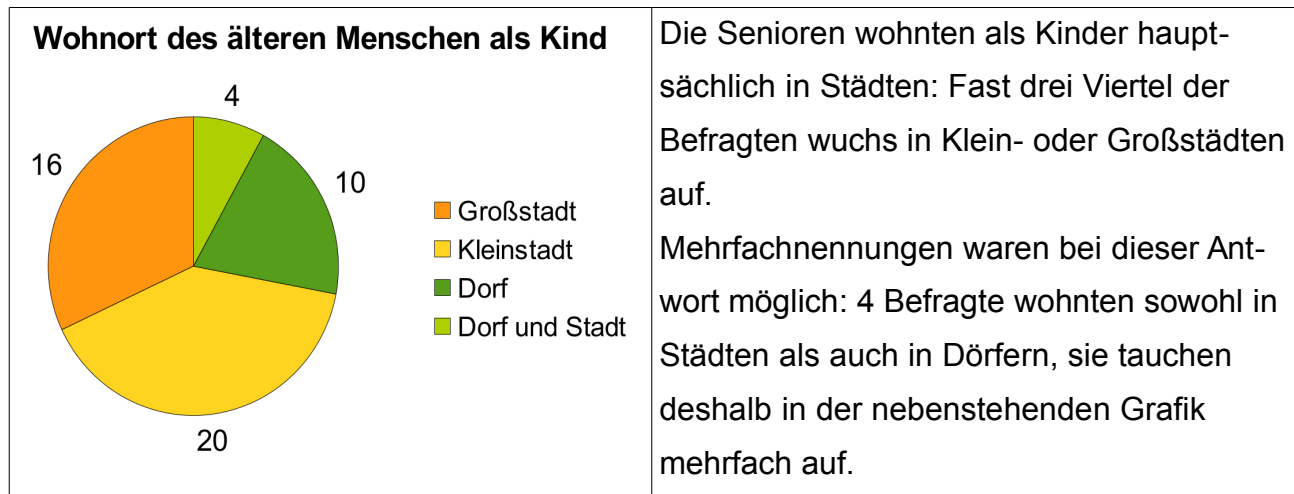 Wohnort des älteren Menschen als Kind
4
16
10
Großstadt
Kleinstadt
Dorf
Dorf und Stadt
20
Die Senioren wohnten als Kinder haupt-
sächlich in Städten: Fast drei Viertel der
Befragten wuchs in Klein- oder Großstädten
auf.
Mehrfachnennungen waren bei dieser Ant-
wort möglich: 4 Befragte wohnten sowohl in
Städten als auch in Dörfern, sie tauchen
deshalb in der nebenstehenden Grafik
mehrfach auf.